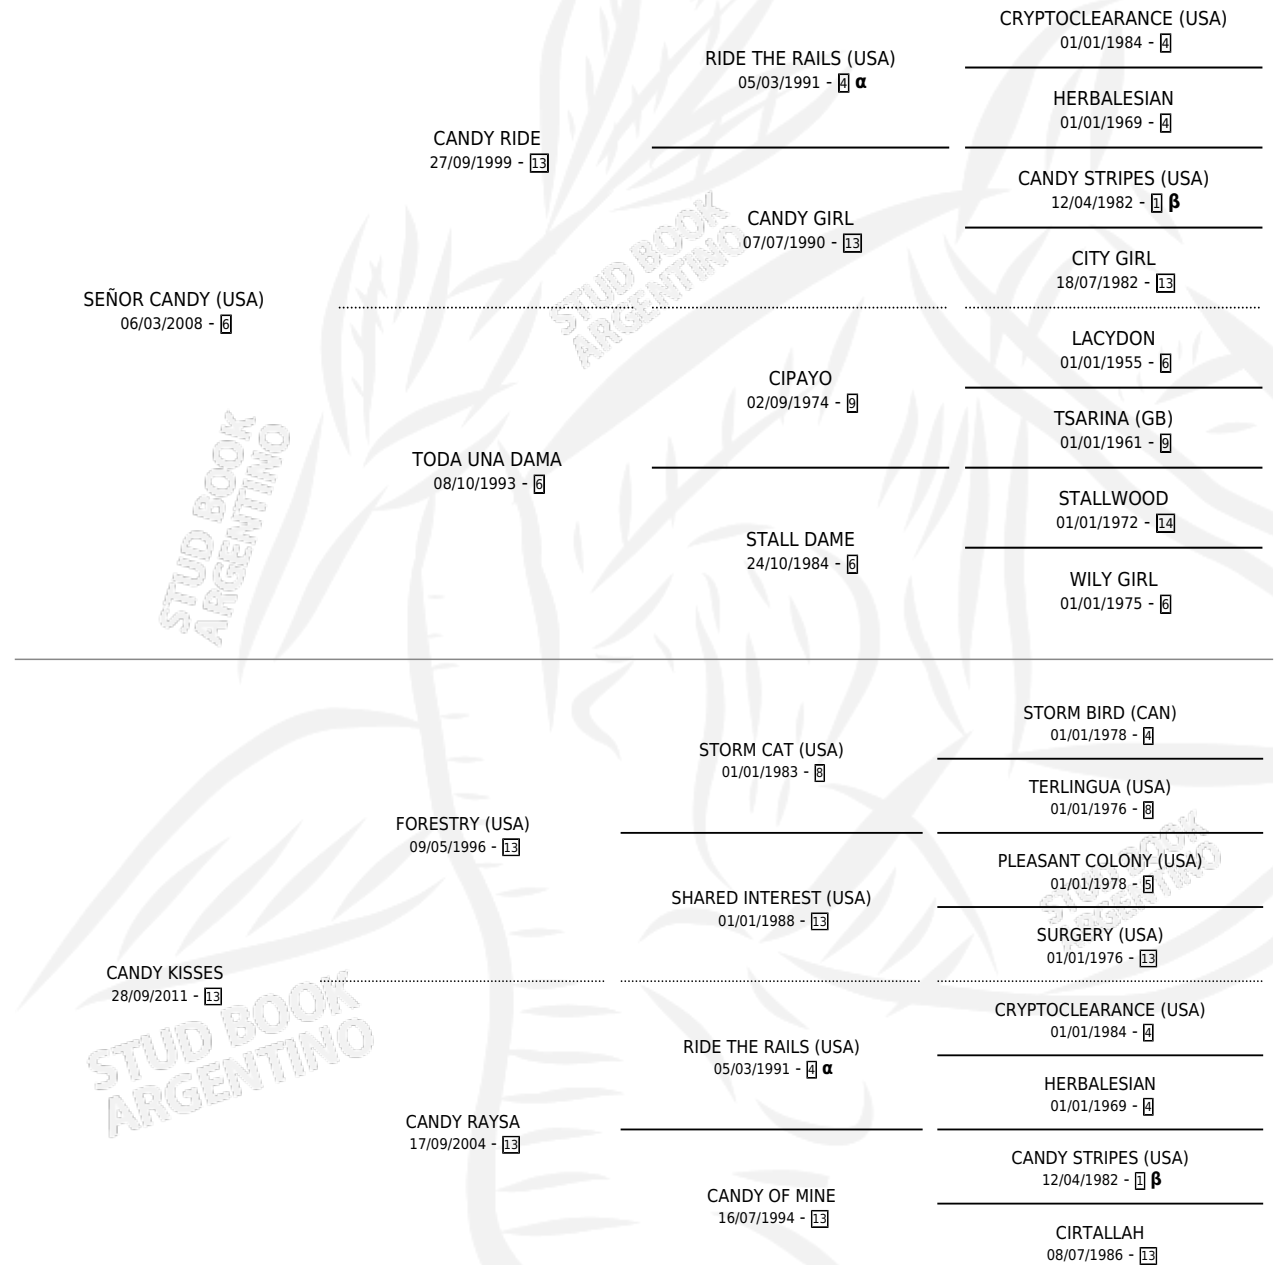 CRYPTOCLEARANCE (USA)
01/01/1984 - 4
RIDE THE RAILS (USA)
05/03/1991 - 4 α
HERBALESIAN
01/01/1969 - 4
CANDY RIDE
27/09/1999 - 13
CANDY STRIPES (USA)
12/04/1982 - 1 β
CANDY GIRL
07/07/1990 - 13
CITY GIRL
18/07/1982 - 13
SEÑOR CANDY (USA)
06/03/2008 - 6
LACYDON
01/01/1955 - 6
CIPAYO
02/09/1974 - 9
TSARINA (GB)
01/01/1961 - 9
TODA UNA DAMA
08/10/1993 - 6
STALLWOOD
01/01/1972 - 14
STALL DAME
24/10/1984 - 6
WILY GIRL
01/01/1975 - 6
STORM BIRD (CAN)
01/01/1978 - 4
STORM CAT (USA)
01/01/1983 - 8
TERLINGUA (USA)
01/01/1976 - 8
FORESTRY (USA)
09/05/1996 - 13
PLEASANT COLONY (USA)
01/01/1978 - 5
SHARED INTEREST (USA)
01/01/1988 - 13
SURGERY (USA)
01/01/1976 - 13
CANDY KISSES
28/09/2011 - 13
CRYPTOCLEARANCE (USA)
01/01/1984 - 4
RIDE THE RAILS (USA)
05/03/1991 - 4 α
HERBALESIAN
01/01/1969 - 4
CANDY RAYSA
17/09/2004 - 13
CANDY STRIPES (USA)
12/04/1982 - 1 β
CANDY OF MINE
16/07/1994 - 13
CIRTALLAH
08/07/1986 - 13
STUD BOOK
ARGENTINO
STUD BOOK
ARGENTINO
STUD BOOK
ARGENTINO
STUD BOOK
ARGENTINO